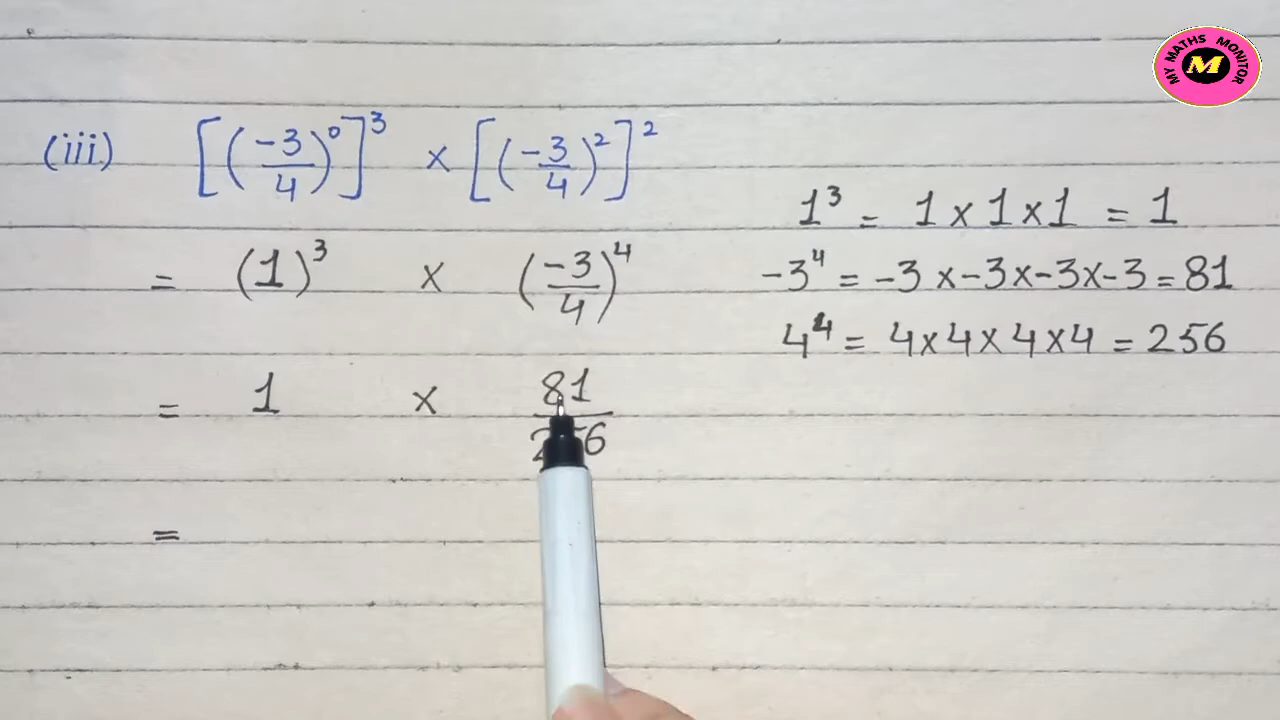 (iii) [(-3/4)⁰]³ × [(-3/4)²]²
= (1)³ × (-3/4)⁴
= 1 × 81/256
=
1³ = 1×1×1 = 1
-3⁴ = -3×-3×-3×-3 = 81
4⁴ = 4×4×4×4 = 256
MY MATHS MONITOR
M